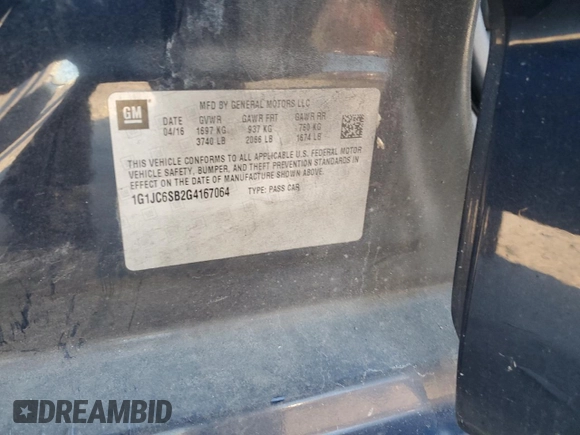 GM
MFD BY GENERAL MOTORS LLC
DATE GVWR GAWR FRT GAWR RR
04/16 1697 KG 937 KG 760 KG
3740 LB 2066 LB 1674 LB
THIS VEHICLE CONFORMS TO ALL APPLICABLE U.S. FEDERAL MOTOR
VEHICLE SAFETY, BUMPER, AND THEFT PREVENTION STANDARDS IN
EFFECT ON THE DATE OF MANUFACTURE SHOWN ABOVE.
1G1JC6SB2G4167064 TYPE: PASS CAR
DREAMBID